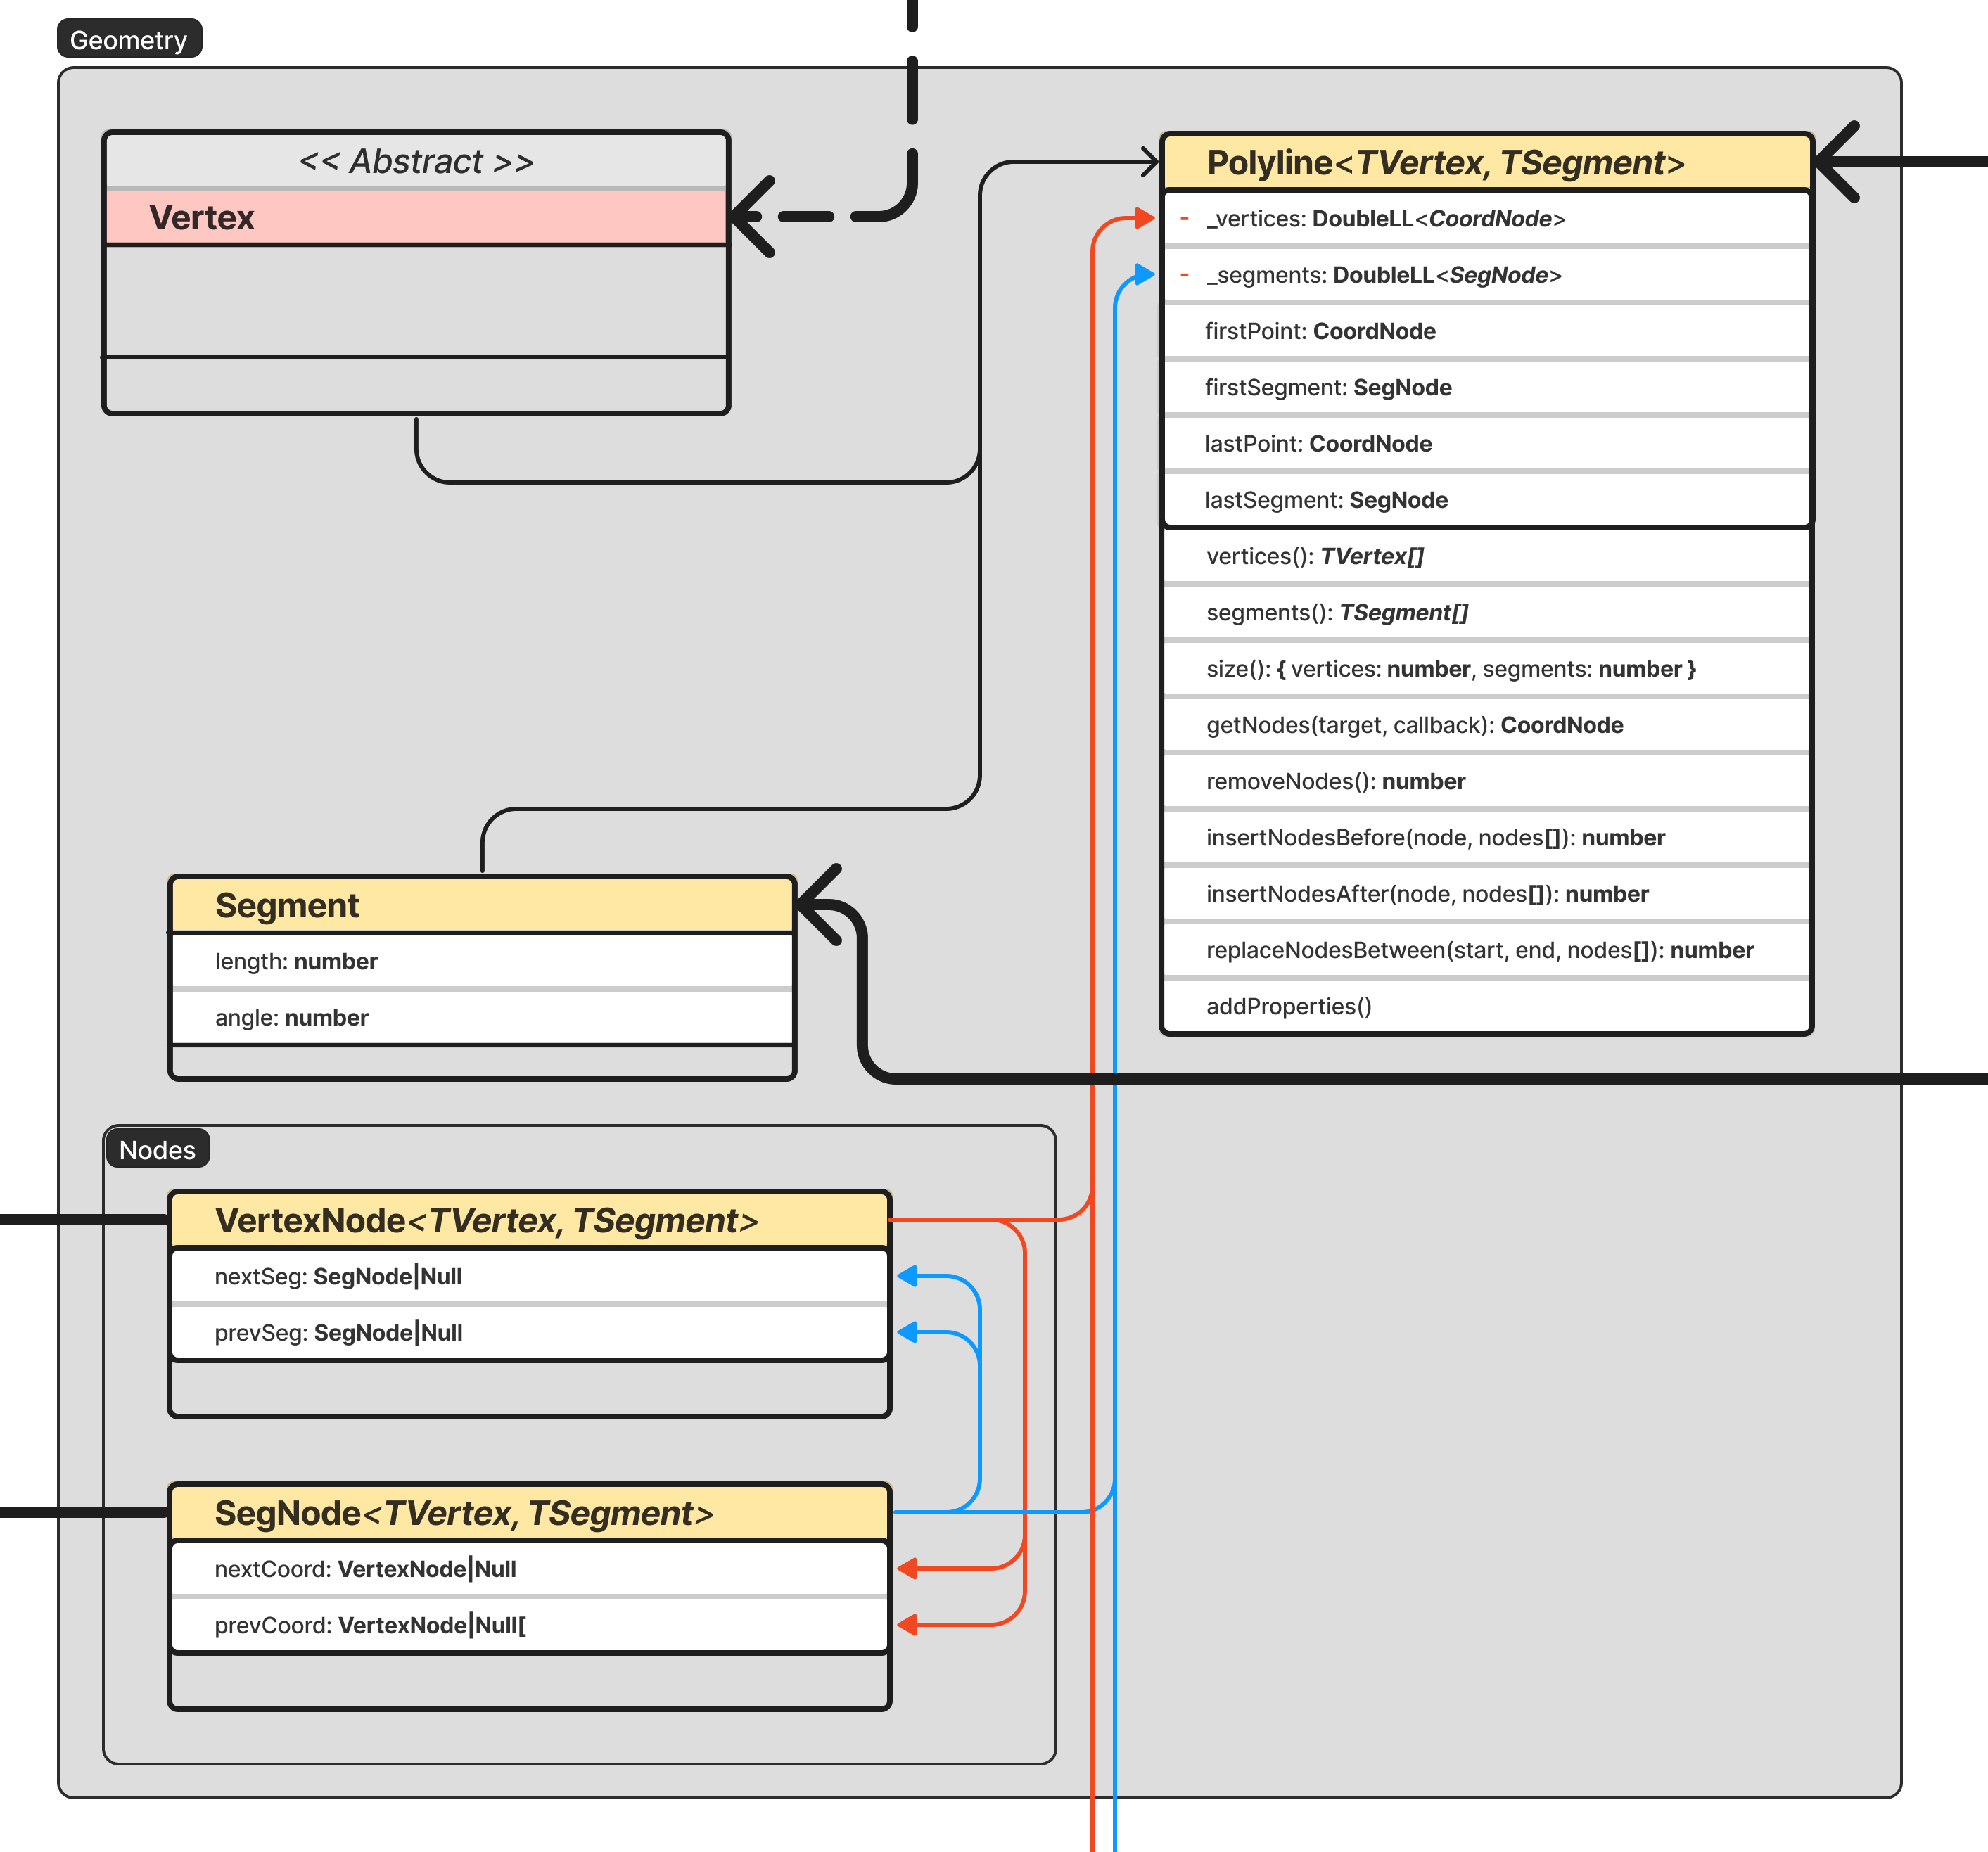 Geometry
<< Abstract >>
Vertex
Polyline<TVertex, TSegment>
- _vertices: DoubleLL<CoordNode>
- _segments: DoubleLL<SegNode>
firstPoint: CoordNode
firstSegment: SegNode
lastPoint: CoordNode
lastSegment: SegNode
vertices(): TVertex[]
segments(): TSegment[]
size(): { vertices: number, segments: number }
getNodes(target, callback): CoordNode
removeNodes(): number
insertNodesBefore(node, nodes[]): number
insertNodesAfter(node, nodes[]): number
replaceNodesBetween(start, end, nodes[]): number
addProperties()
Segment
length: number
angle: number
Nodes
VertexNode<TVertex, TSegment>
nextSeg: SegNode|Null
prevSeg: SegNode|Null
SegNode<TVertex, TSegment>
nextCoord: VertexNode|Null
prevCoord: VertexNode|Null[